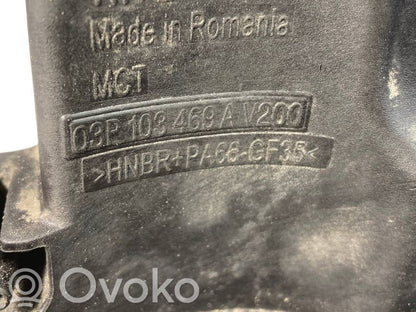 Made in Romania
MCT
03P 103 469 A V200
>HNBR+PA66-GF35<
Ovoko